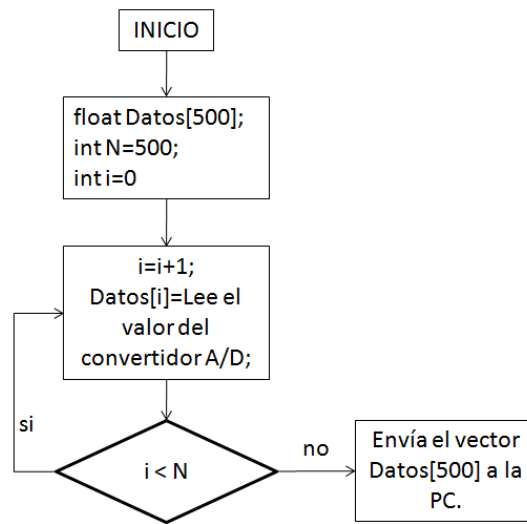 INICIO
float Datos[500];
int N=500;
int i=0
i=i+1;
Datos[i]=Lee el
valor del
convertidor A/D;
si
i < N
no
Envía el vector
Datos[500] a la
PC.